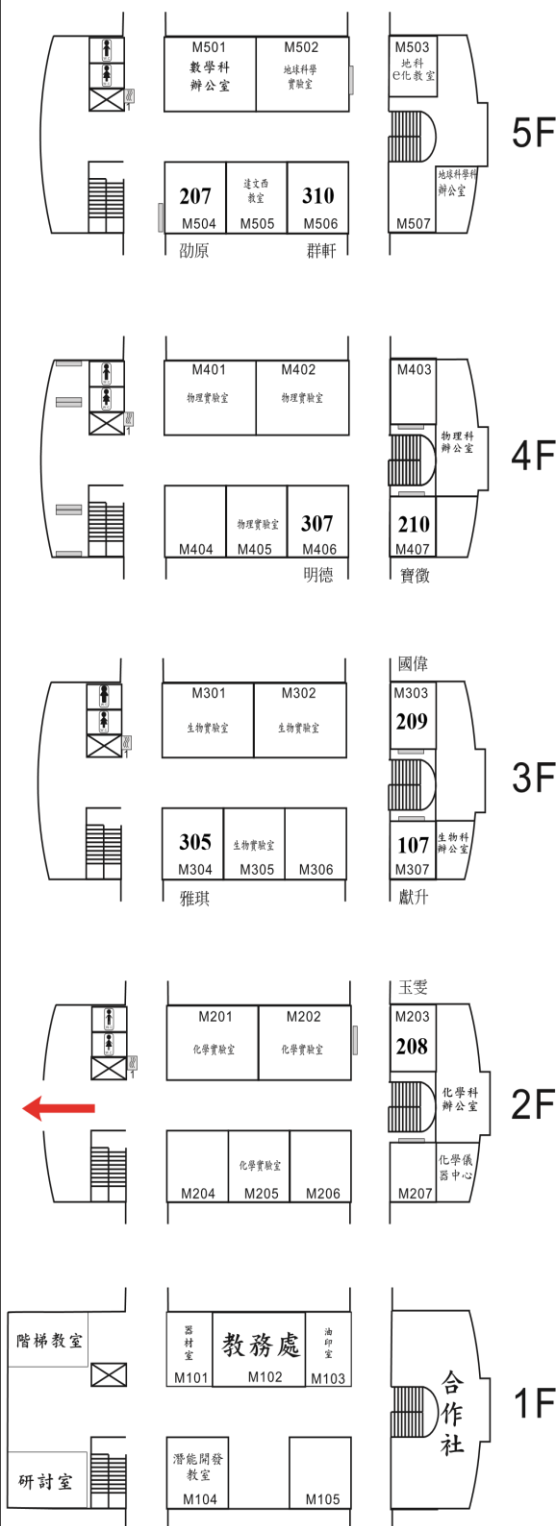 M501
數學科
辦公室
M502
地球科學
實驗室
M503
地科
e化教室
1
5F
207
M504
達文西
教室
M505
310
M506
地球科學科
辦公室
M507
劭原
群軒
M401
物理實驗室
M402
物理實驗室
M403
1
物理科
辦公室
4F
M404
物理實驗室
M405
307
M406
210
M407
明德
寶徵
國偉
M301
生物實驗室
M302
生物實驗室
M303
209
1
3F
305
M304
生物實驗室
M305
M306
107
M307
生物科
辦公室
雅琪
獻升
玉雯
M201
化學實驗室
M202
化學實驗室
M203
208
1
化學科
辦公室
2F
M204
化學實驗室
M205
M206
M207
化學儀
器中心
階梯教室
器材室
M101
教務處
M102
油印室
M103
合作社
1F
研討室
潛能開發
教室
M104
M105